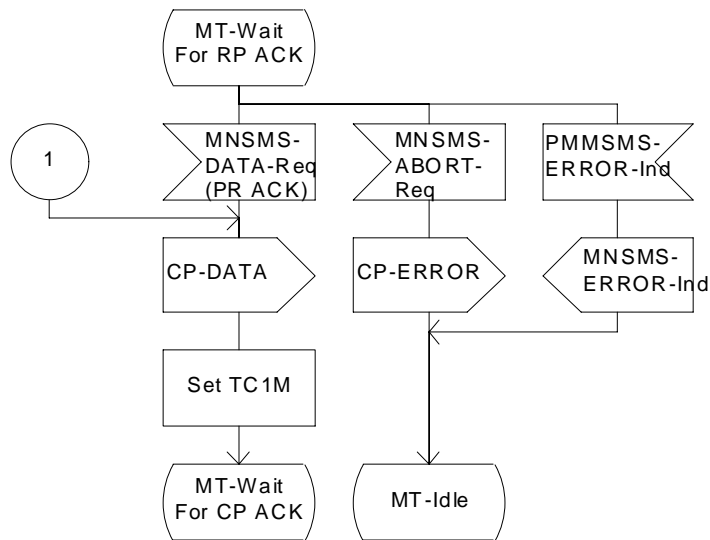 MT-Wait
For RP ACK
1
MNSMS-
DATA-Req
(PR ACK)
MNSMS-
ABORT-
Req
PMMSMS-
ERROR-Ind
CP-DATA
CP-ERROR
MNSMS-
ERROR-Ind
Set TC1M
MT-Wait
For CP ACK
MT-Idle